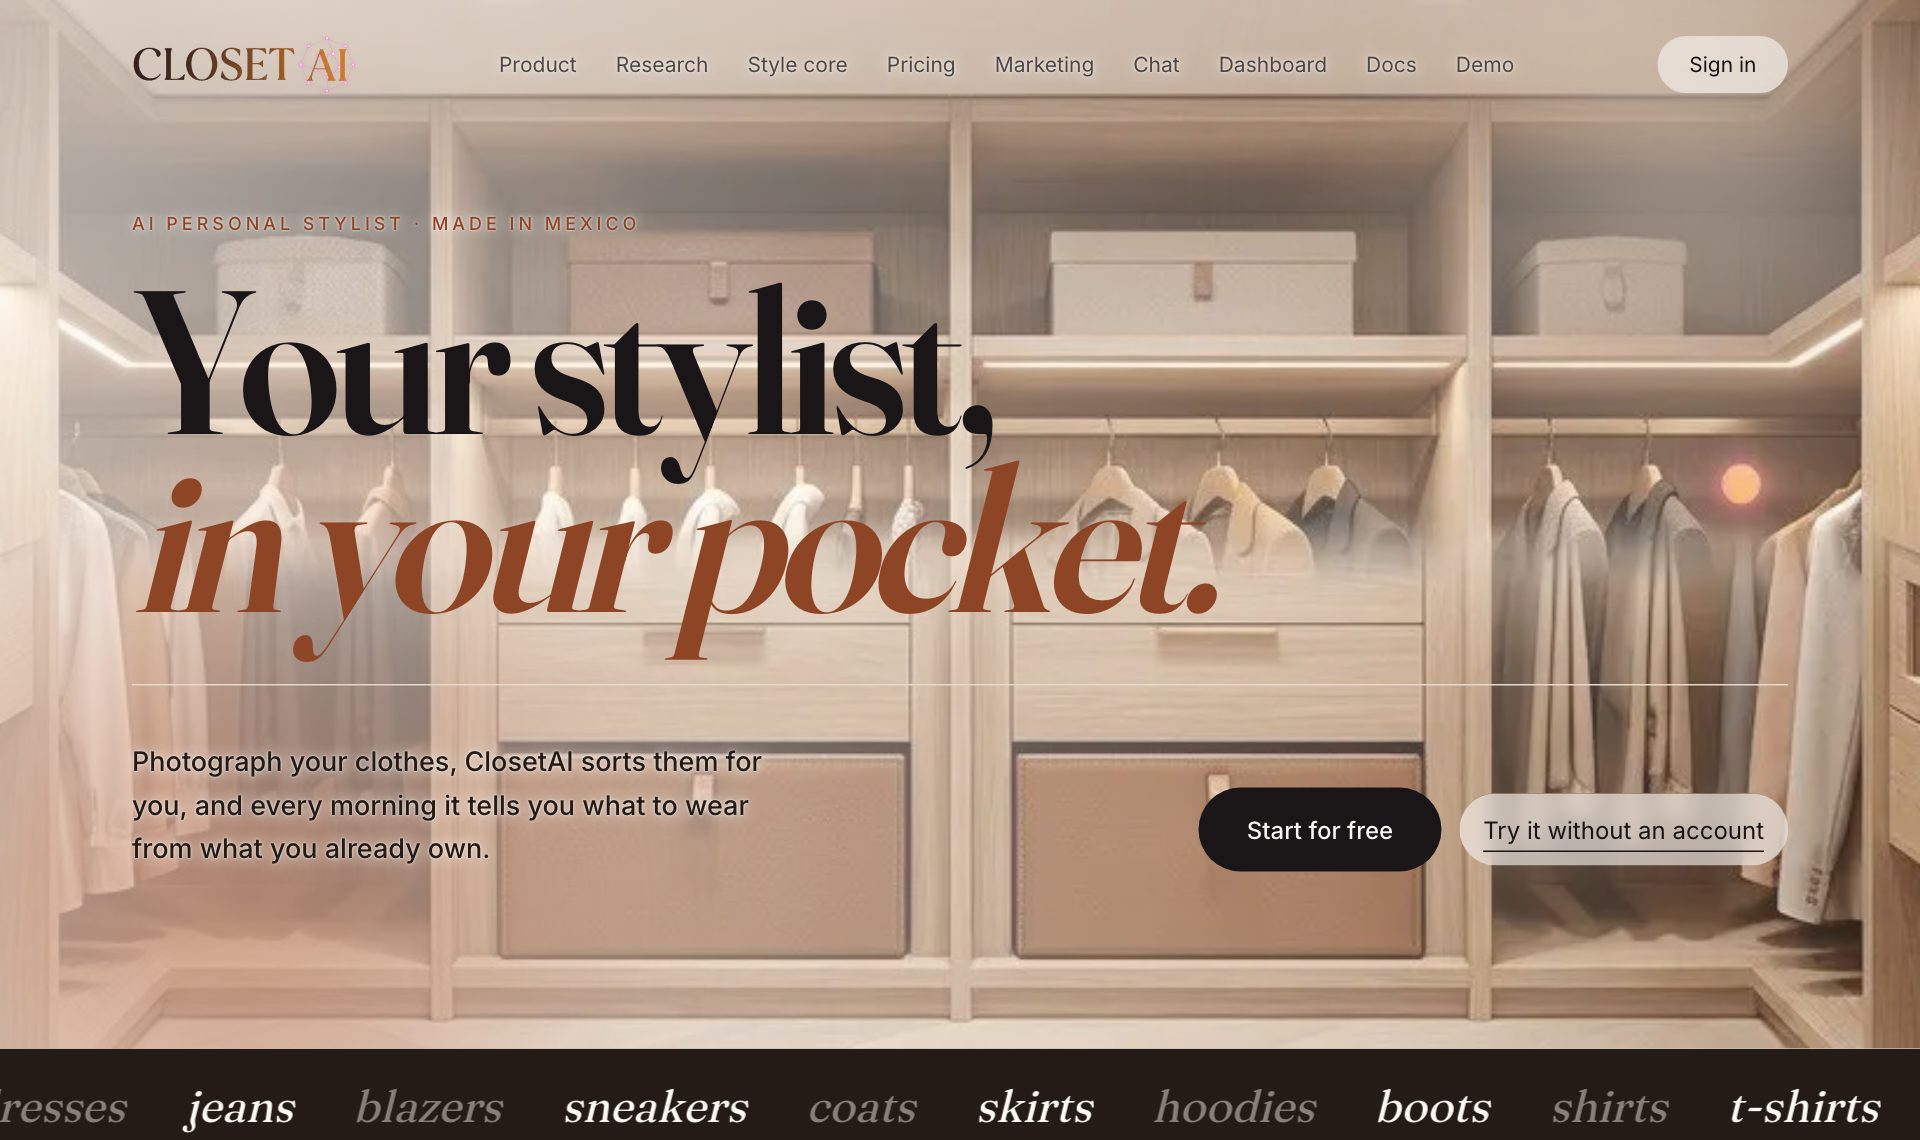 CLOSET AI
Product Research Style core Pricing Marketing Chat Dashboard Docs Demo
Sign in
AI PERSONAL STYLIST · MADE IN MEXICO
Your stylist,
in your pocket.
Photograph your clothes, ClosetAI sorts them for
you, and every morning it tells you what to wear
from what you already own.
Start for free
Try it without an account
resses jeans blazers sneakers coats skirts hoodies boots shirts t-shirts